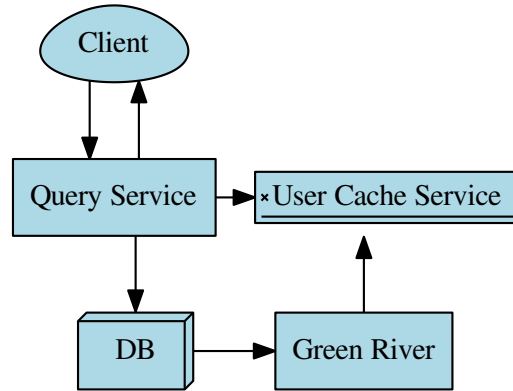 Client
Query Service
User Cache Service
DB
Green River